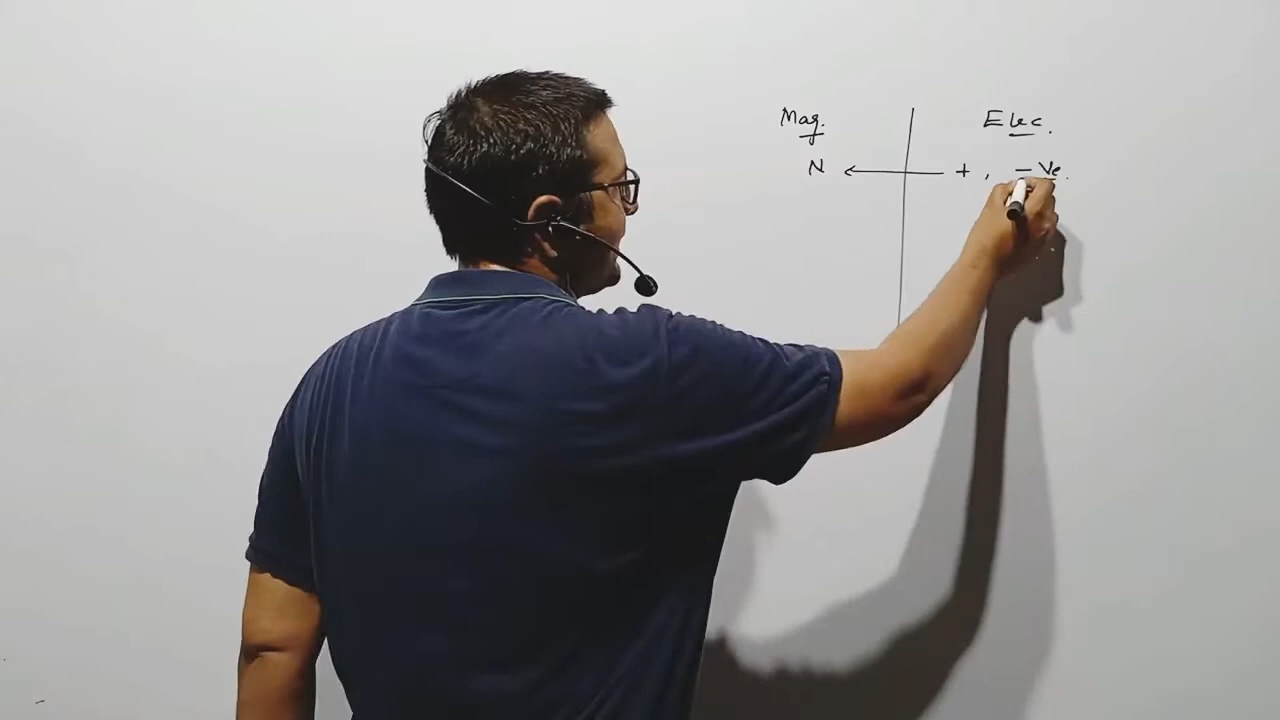 Mag. Elec.
N ← + , - ve.